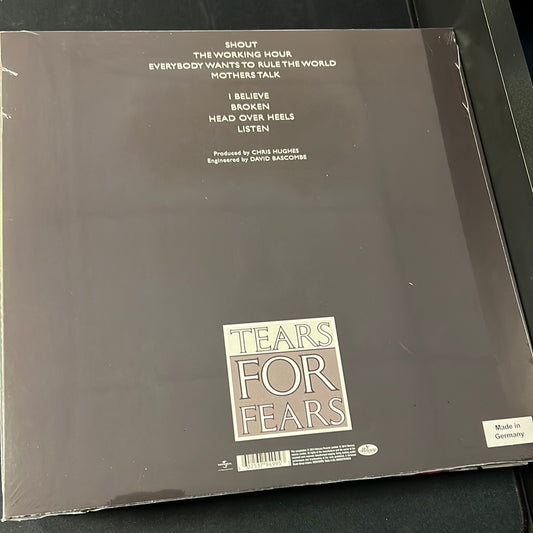 SHOUT
THE WORKING HOUR
EVERYBODY WANTS TO RULE THE WORLD
MOTHERS TALK
I BELIEVE
BROKEN
HEAD OVER HEELS
LISTEN
Produced by CHRIS HUGHES
Engineered by DAVID BASCOMBE
TEARS
FOR
FEARS
Made in
Germany